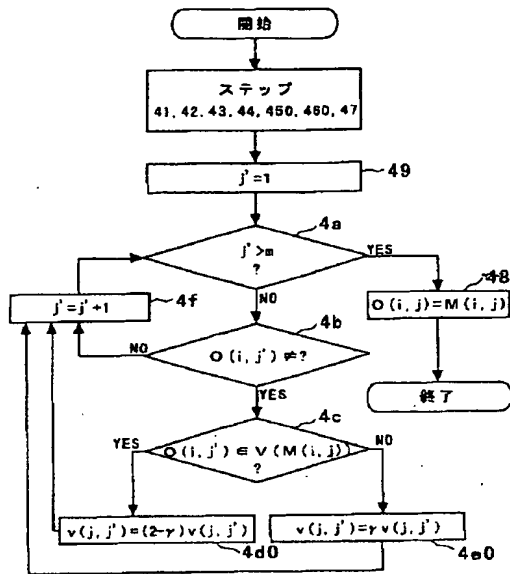 開始
ステップ
41, 42, 43, 44, 450, 460, 47
j'=1
49
4a
j'>m
?
YES
NO
48
O(i, j)=M(i, j)
終了
j'=j'+1
4f
4b
O(i, j')≠?
NO
YES
4c
O(i, j')∈V(M(i, j))
?
YES
NO
v(j, j')=(2-γ)v(j, j')
4d0
v(j, j')=γv(j, j')
4e0